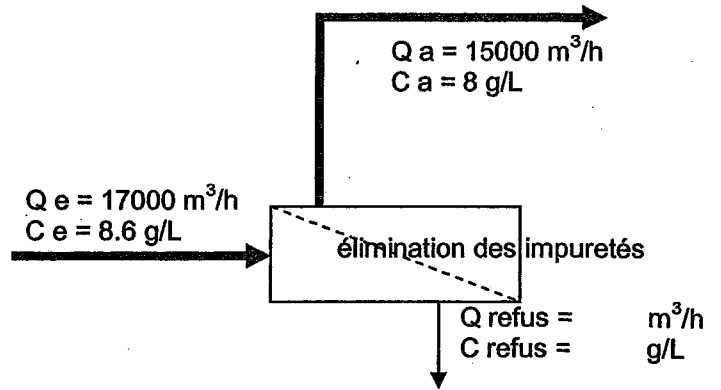 Q a = 15000 m³/h
C a = 8 g/L
Q e = 17000 m³/h
C e = 8.6 g/L
élimination des impuretés
Q refus = m³/h
C refus = g/L